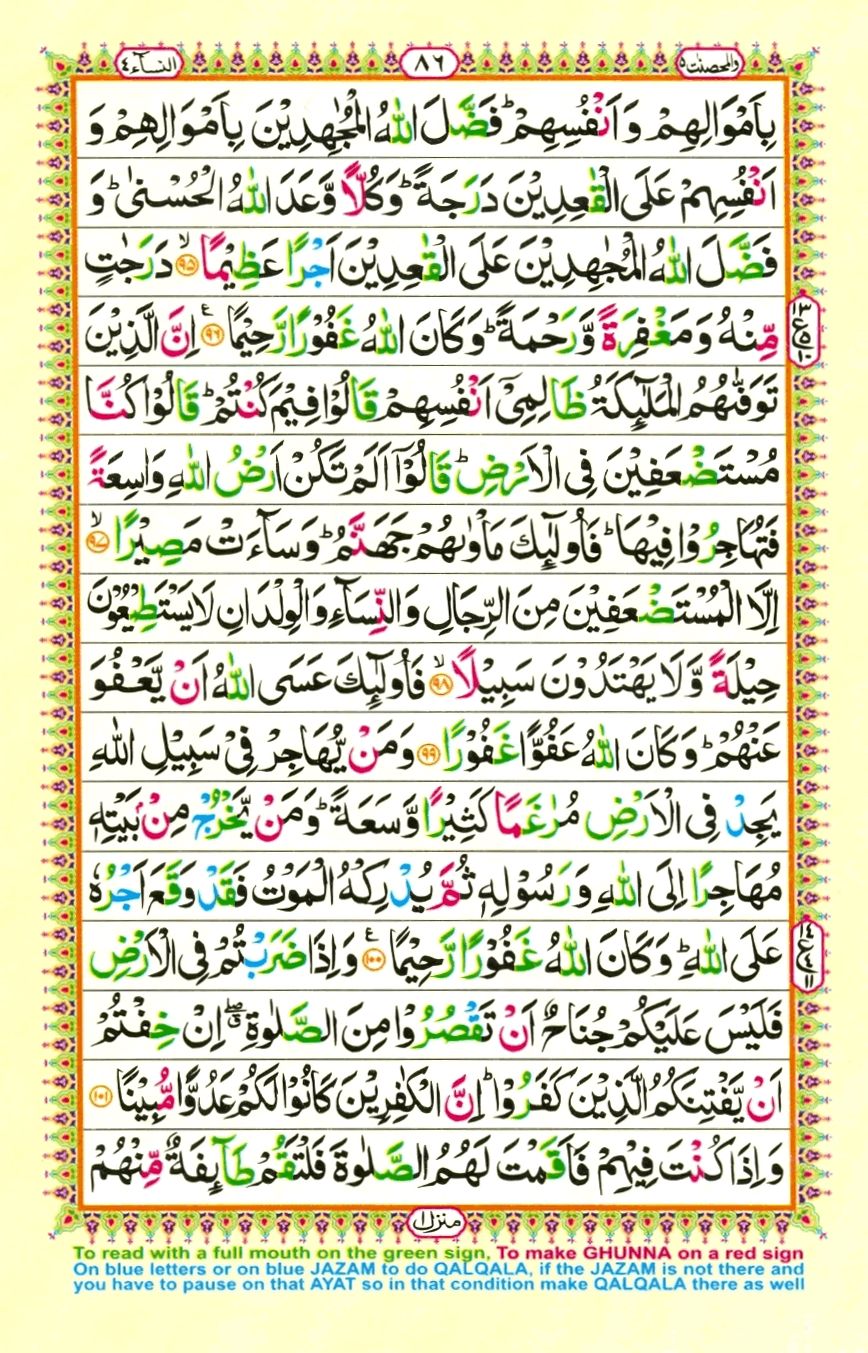 والمحصنت ٥
٨٦
النسآء ٤
بِاَمْوَالِهِمْ وَاَنْفُسِهِمْ ؕ فَضَّلَ اللّٰهُ الْمُجٰهِدِيْنَ بِاَمْوَالِهِمْ وَ
اَنْفُسِهِمْ عَلَى الْقٰعِدِيْنَ دَرَجَةً ؕ وَكُلًّا وَّعَدَ اللّٰهُ الْحُسْنٰى ؕ وَ
فَضَّلَ اللّٰهُ الْمُجٰهِدِيْنَ عَلَى الْقٰعِدِيْنَ اَجْرًا عَظِيْمًا ۙ‏﴿۹۵﴾ دَرَجٰتٍ
مِّنْهُ وَمَغْفِرَةً وَّرَحْمَةً ؕ وَكَانَ اللّٰهُ غَفُوْرًا رَّحِيْمًا ﴿۹۶﴾ ع اِنَّ الَّذِيْنَ
تَوَفّٰىهُمُ الْمَلٰٓئِكَةُ ظَالِمِىْٓ اَنْفُسِهِمْ قَالُوْا فِيْمَ كُنْتُمْ ؕ قَالُوْا كُنَّا
مُسْتَضْعَفِيْنَ فِى الْاَرْضِ ؕ قَالُوْٓا اَلَمْ تَكُنْ اَرْضُ اللّٰهِ وَاسِعَةً
فَتُهَاجِرُوْا فِيْهَا ؕ فَاُولٰٓئِكَ مَاْوٰىهُمْ جَهَنَّمُ ؕ وَسَآءَتْ مَصِيْرًا ۙ‏﴿۹۷﴾
اِلَّا الْمُسْتَضْعَفِيْنَ مِنَ الرِّجَالِ وَالنِّسَآءِ وَالْوِلْدَانِ لَا يَسْتَطِيْعُوْنَ
حِيْلَةً وَّلَا يَهْتَدُوْنَ سَبِيْلًا ۙ‏﴿۹۸﴾ فَاُولٰٓئِكَ عَسَى اللّٰهُ اَنْ يَّعْفُوَ
عَنْهُمْ ؕ وَكَانَ اللّٰهُ عَفُوًّا غَفُوْرًا ﴿۹۹﴾ وَمَنْ يُّهَاجِرْ فِىْ سَبِيْلِ اللّٰهِ
يَجِدْ فِى الْاَرْضِ مُرٰغَمًا كَثِيْرًا وَّسَعَةً ؕ وَمَنْ يَّخْرُجْ مِنْۢ بَيْتِهٖ
مُهَاجِرًا اِلَى اللّٰهِ وَرَسُوْلِهٖ ثُمَّ يُدْرِكْهُ الْمَوْتُ فَقَدْ وَقَعَ اَجْرُهٗ
عَلَى اللّٰهِ ؕ وَكَانَ اللّٰهُ غَفُوْرًا رَّحِيْمًا ﴿۱۰۰﴾ ع وَاِذَا ضَرَبْتُمْ فِى الْاَرْضِ
فَلَيْسَ عَلَيْكُمْ جُنَاحٌ اَنْ تَقْصُرُوْا مِنَ الصَّلٰوةِ ۖ ق اِنْ خِفْتُمْ
اَنْ يَّفْتِنَكُمُ الَّذِيْنَ كَفَرُوْا ؕ اِنَّ الْكٰفِرِيْنَ كَانُوْا لَكُمْ عَدُوًّا مُّبِيْنًا ﴿۱۰۱﴾
وَاِذَا كُنْتَ فِيْهِمْ فَاَقَمْتَ لَهُمُ الصَّلٰوةَ فَلْتَقُمْ طَآئِفَةٌ مِّنْهُمْ
منزل ١
To read with a full mouth on the green sign, To make GHUNNA on a red sign
On blue letters or on blue JAZAM to do QALQALA, if the JAZAM is not there and
you have to pause on that AYAT so in that condition make QALQALA there as well